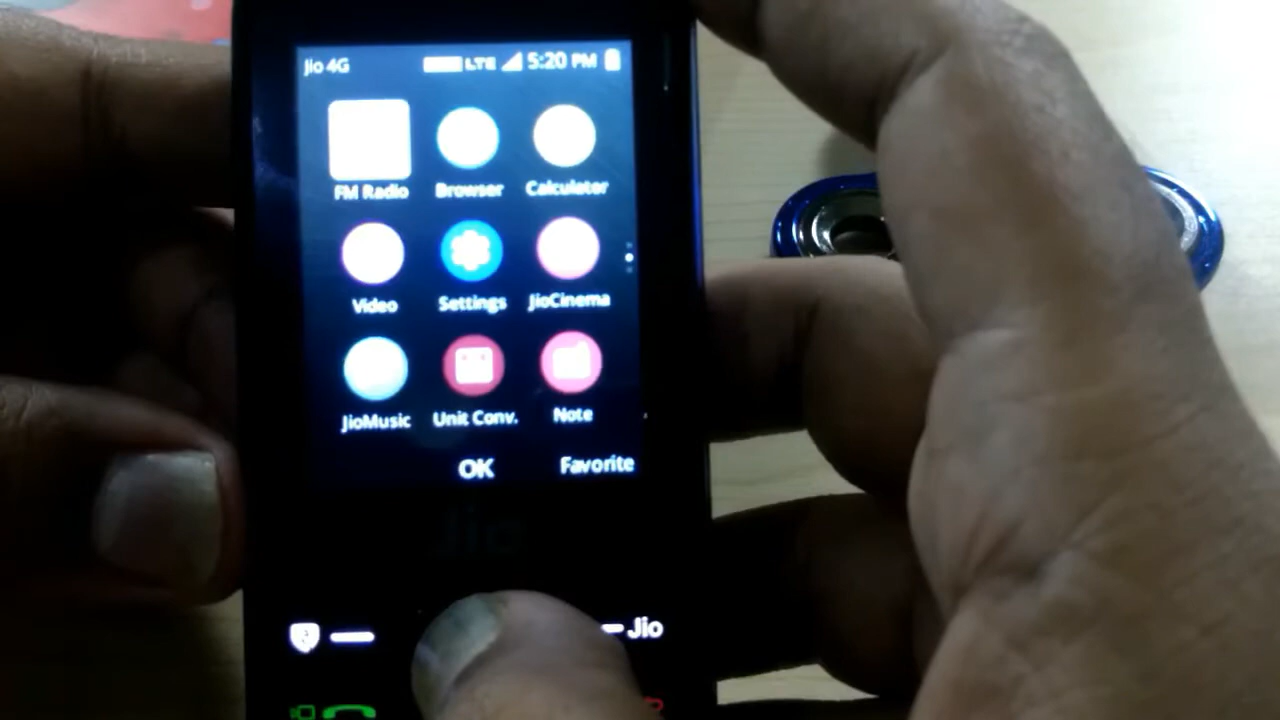 Jio 4G LTE 5:20 PM
FM Radio Browser Calculator
Video Settings JioCinema
JioMusic Unit Conv. Note
OK Favorite
Jio
Jio